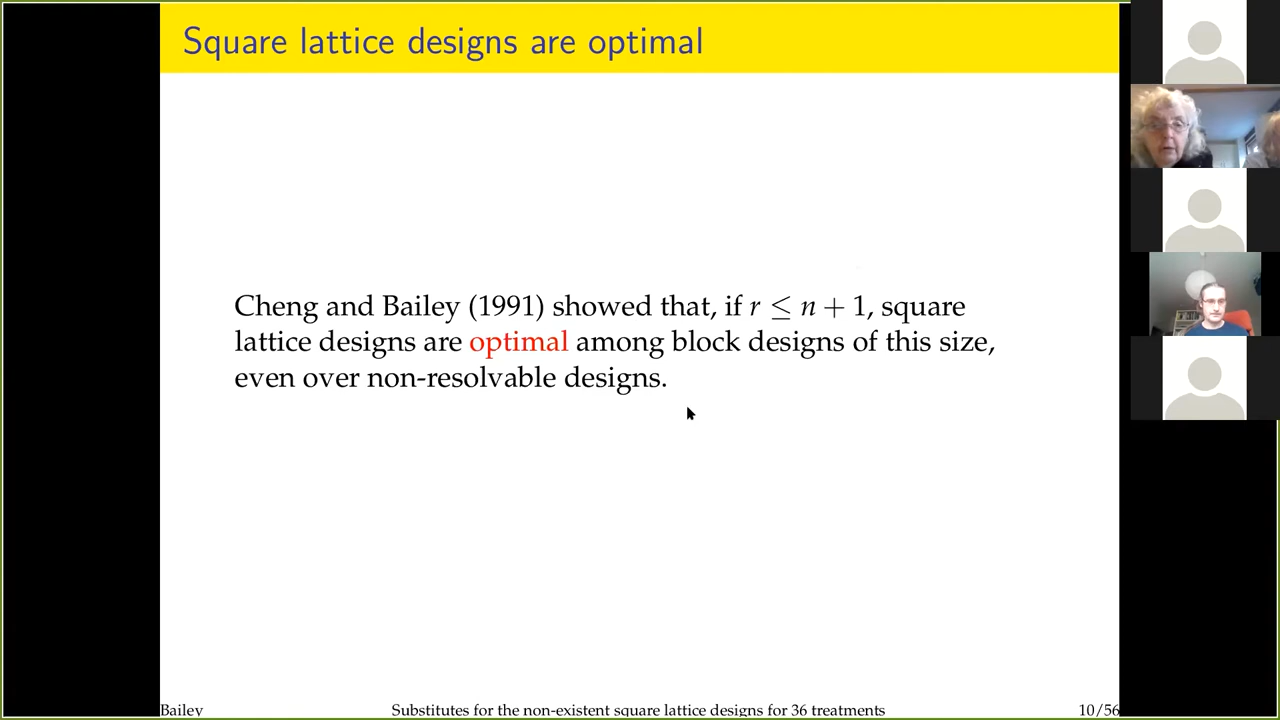 Square lattice designs are optimal
Cheng and Bailey (1991) showed that, if r ≤ n + 1, square
lattice designs are optimal among block designs of this size,
even over non-resolvable designs.
Bailey
Substitutes for the non-existent square lattice designs for 36 treatments
10/56